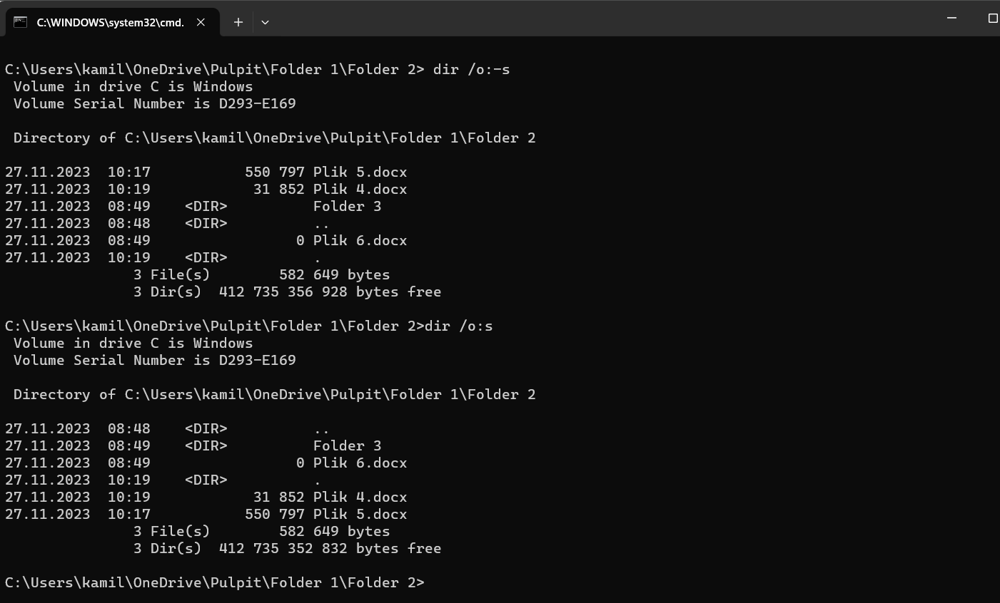 C:\WINDOWS\system32\cmd.
C:\Users\kamil\OneDrive\Pulpit\Folder 1\Folder 2> dir /o:-s
 Volume in drive C is Windows
 Volume Serial Number is D293-E169

 Directory of C:\Users\kamil\OneDrive\Pulpit\Folder 1\Folder 2

27.11.2023  10:17           550 797 Plik 5.docx
27.11.2023  10:19            31 852 Plik 4.docx
27.11.2023  08:49    <DIR>          Folder 3
27.11.2023  08:48    <DIR>          ..
27.11.2023  08:49                 0 Plik 6.docx
27.11.2023  10:19    <DIR>          .
               3 File(s)        582 649 bytes
               3 Dir(s)  412 735 356 928 bytes free

C:\Users\kamil\OneDrive\Pulpit\Folder 1\Folder 2>dir /o:s
 Volume in drive C is Windows
 Volume Serial Number is D293-E169

 Directory of C:\Users\kamil\OneDrive\Pulpit\Folder 1\Folder 2

27.11.2023  08:48    <DIR>          ..
27.11.2023  08:49    <DIR>          Folder 3
27.11.2023  08:49                 0 Plik 6.docx
27.11.2023  10:19    <DIR>          .
27.11.2023  10:19            31 852 Plik 4.docx
27.11.2023  10:17           550 797 Plik 5.docx
               3 File(s)        582 649 bytes
               3 Dir(s)  412 735 352 832 bytes free

C:\Users\kamil\OneDrive\Pulpit\Folder 1\Folder 2>